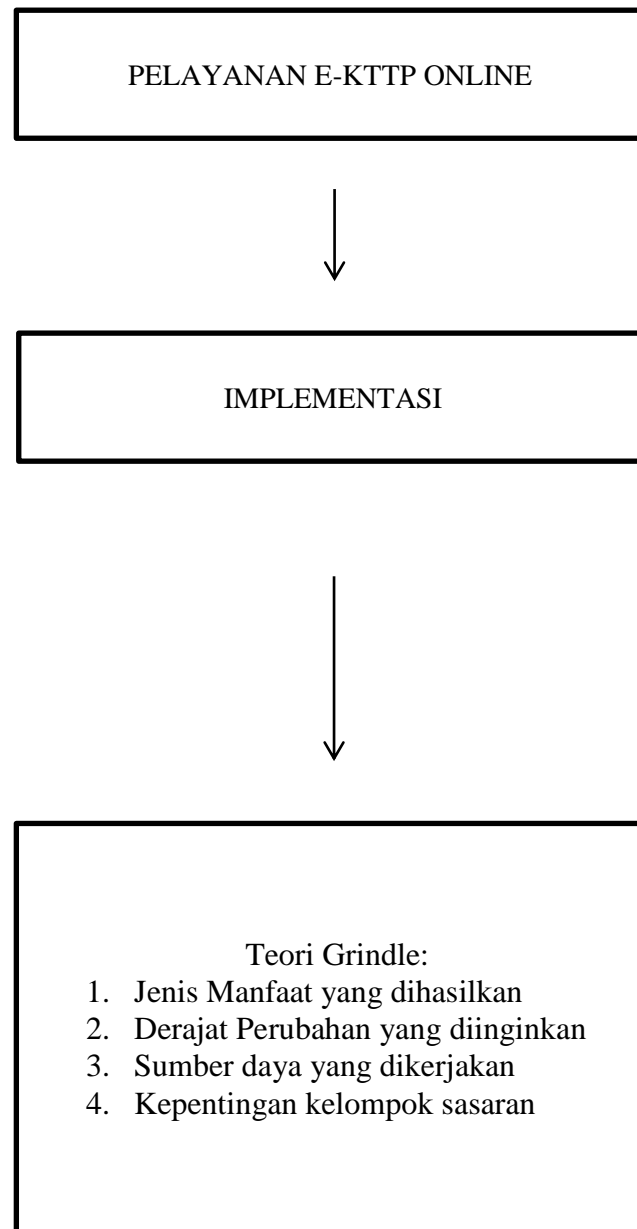 PELAYANAN E-KTTP ONLINE
IMPLEMENTASI
Teori Grindle:
1. Jenis Manfaat yang dihasilkan
2. Derajat Perubahan yang diinginkan
3. Sumber daya yang dikerjakan
4. Kepentingan kelompok sasaran